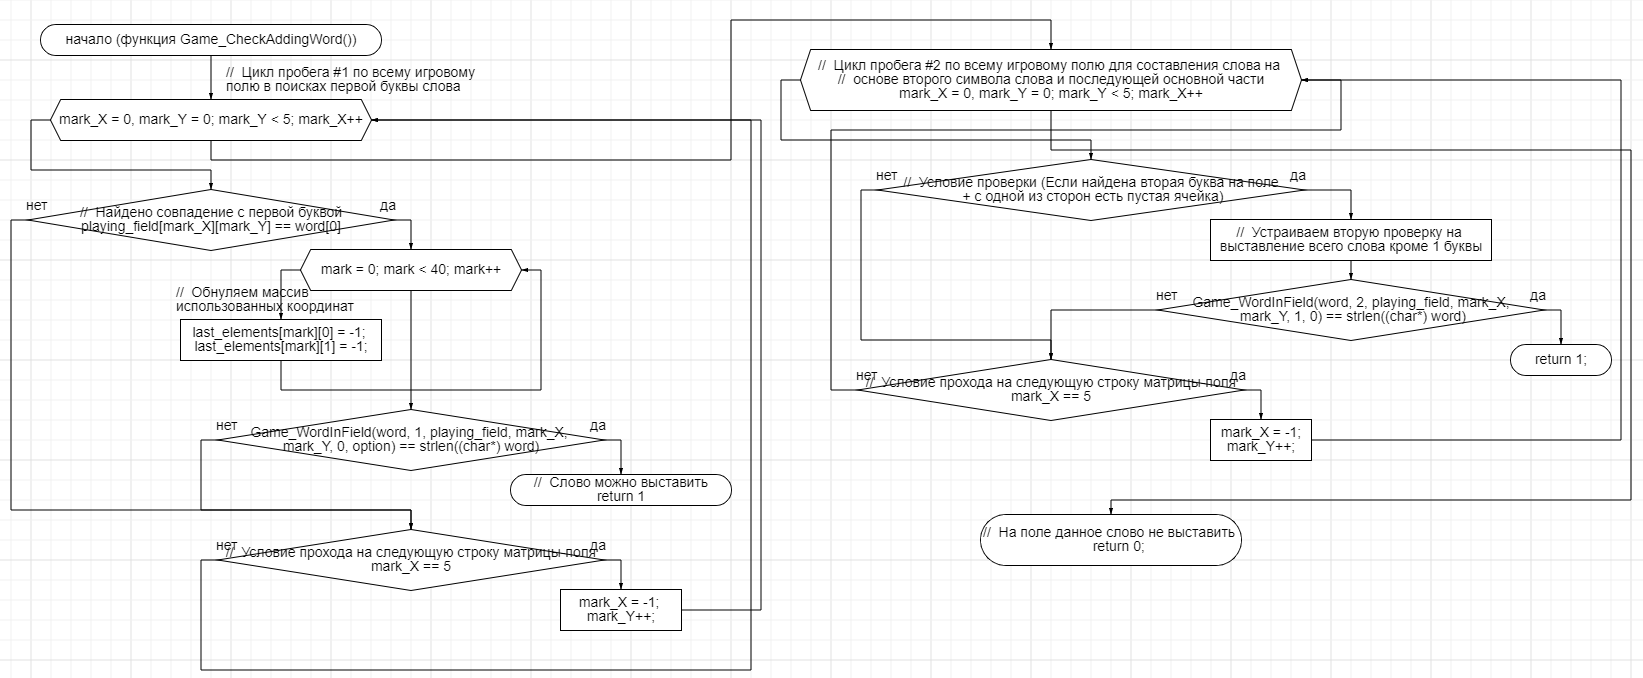 начало (функция Game_CheckAddingWord())
// Цикл пробега #1 по всему игровому
полю в поисках первой буквы слова
mark_X = 0, mark_Y = 0; mark_Y < 5; mark_X++
нет
да
// Найдено совпадение с первой буквой
playing_field[mark_X][mark_Y] == word[0]
mark = 0; mark < 40; mark++
// Обнуляем массив
использованных координат
last_elements[mark][0] = -1;
last_elements[mark][1] = -1;
нет
да
Game_WordInField(word, 1, playing_field, mark_X,
mark_Y, 0, option) == strlen((char*) word)
// Слово можно выставить
return 1
нет
да
// Условие прохода на следующую строку матрицы поля
mark_X == 5
mark_X = -1;
mark_Y++;
// Цикл пробега #2 по всему игровому полю для составления слова на
// основе второго символа слова и последующей основной части
mark_X = 0, mark_Y = 0; mark_Y < 5; mark_X++
нет
да
// Условие проверки (Если найдена вторая буква на поле
+ с одной из сторон есть пустая ячейка)
// Устраиваем вторую проверку на
выставление всего слова кроме 1 буквы
нет
да
Game_WordInField(word, 2, playing_field, mark_X,
mark_Y, 1, 0) == strlen((char*) word)
return 1;
нет
да
// Условие прохода на следующую строку матрицы поля
mark_X == 5
mark_X = -1;
mark_Y++;
// На поле данное слово не выставить
return 0;